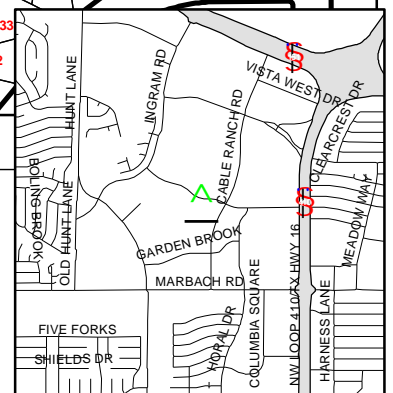 33
2
HUNT LANE
INGRAM RD
VISTA WEST DR
CABLE RANCH RD
CLEARCREST DR
BOLING BROOK
OLD HUNT LANE
MEADOW WAY
GARDEN BROOK
MARBACH RD
NW LOOP 410/TX HWY 16
COLUMBIA SQUARE
HARNESS LANE
HORAL DR
FIVE FORKS
SHIELDS DR